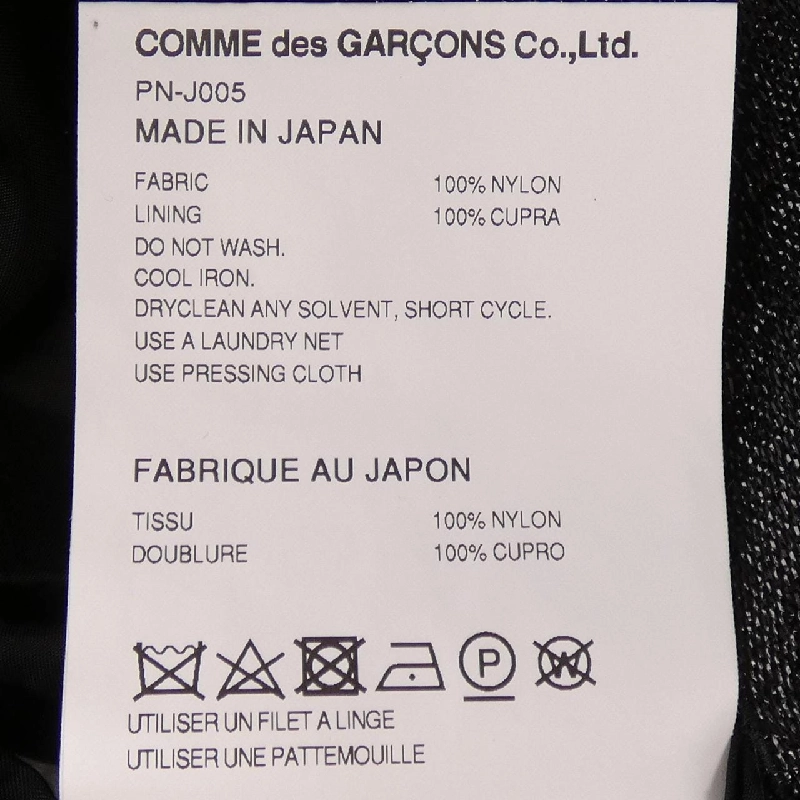 COMME des GARÇONS Co.,Ltd.
PN-J005
MADE IN JAPAN
FABRIC 100% NYLON
LINING 100% CUPRA
DO NOT WASH.
COOL IRON.
DRYCLEAN ANY SOLVENT, SHORT CYCLE.
USE A LAUNDRY NET
USE PRESSING CLOTH
FABRIQUE AU JAPON
TISSU 100% NYLON
DOUBLURE 100% CUPRO
P W
UTILISER UN FILET A LINGE
UTILISER UNE PATTEMOUILLE